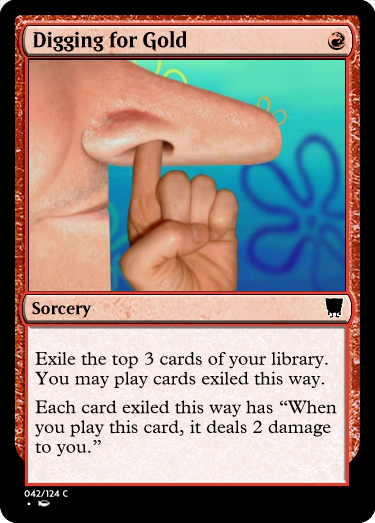 Digging for Gold
Sorcery
Exile the top 3 cards of your library.
You may play cards exiled this way.
Each card exiled this way has “When
you play this card, it deals 2 damage
to you.”
042/124 C